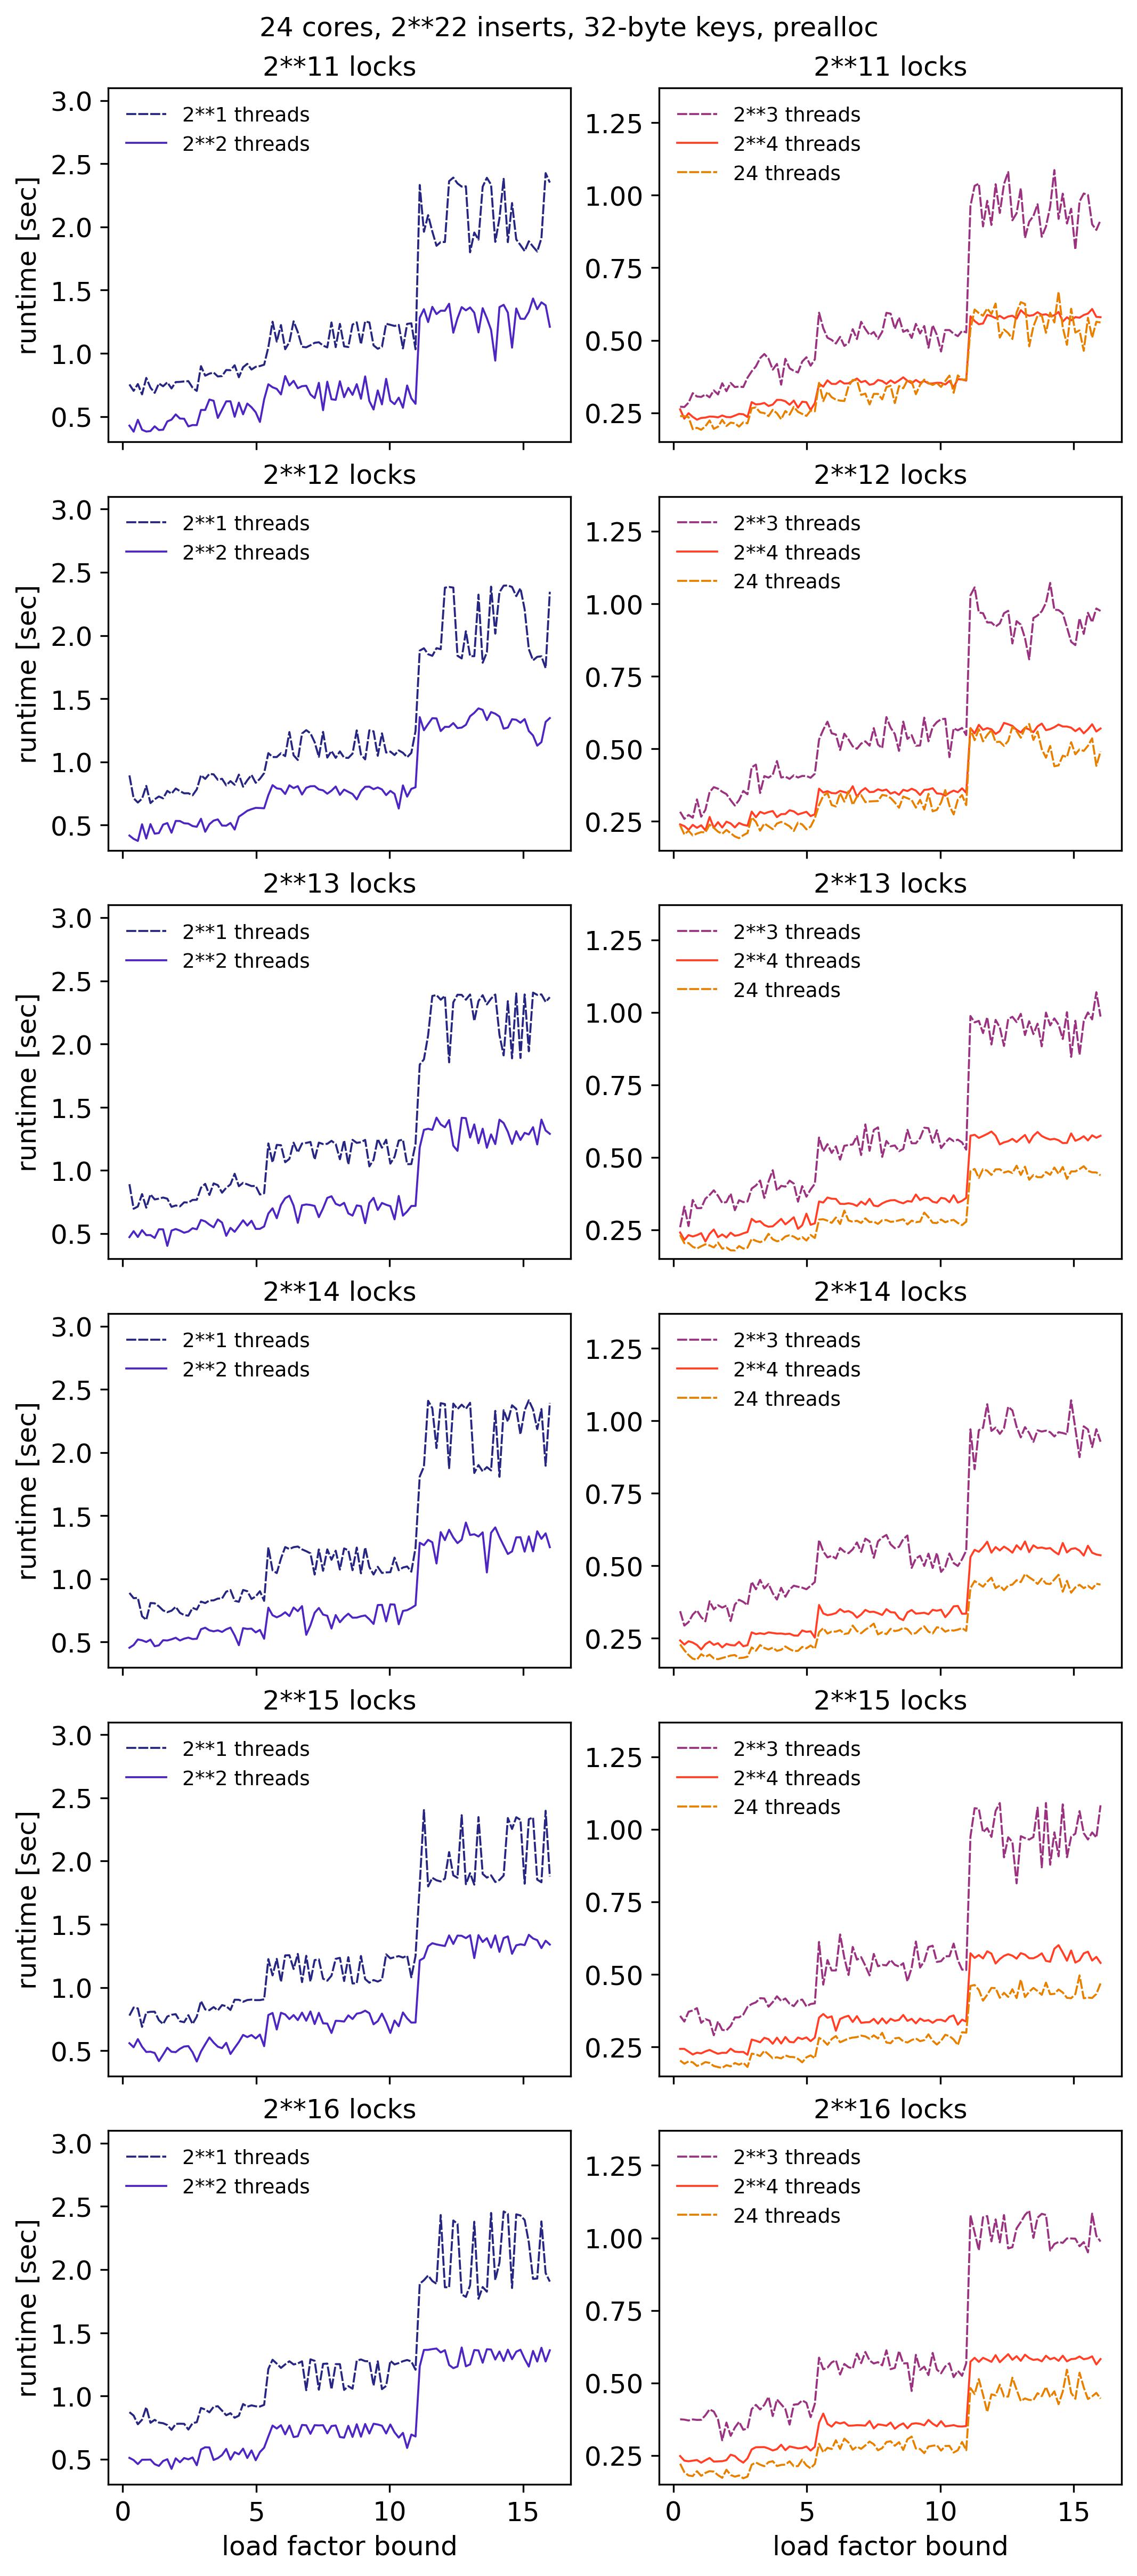 24 cores, 2**22 inserts, 32-byte keys, prealloc
2**11 locks
2**11 locks
3.0
2.5
2.0
1.5
1.0
0.5
runtime [sec]
2**1 threads
2**2 threads
1.25
1.00
0.75
0.50
0.25
2**3 threads
2**4 threads
24 threads
2**12 locks
2**12 locks
3.0
2.5
2.0
1.5
1.0
0.5
runtime [sec]
2**1 threads
2**2 threads
1.25
1.00
0.75
0.50
0.25
2**3 threads
2**4 threads
24 threads
2**13 locks
2**13 locks
3.0
2.5
2.0
1.5
1.0
0.5
runtime [sec]
2**1 threads
2**2 threads
1.25
1.00
0.75
0.50
0.25
2**3 threads
2**4 threads
24 threads
2**14 locks
2**14 locks
3.0
2.5
2.0
1.5
1.0
0.5
runtime [sec]
2**1 threads
2**2 threads
1.25
1.00
0.75
0.50
0.25
2**3 threads
2**4 threads
24 threads
2**15 locks
2**15 locks
3.0
2.5
2.0
1.5
1.0
0.5
runtime [sec]
2**1 threads
2**2 threads
1.25
1.00
0.75
0.50
0.25
2**3 threads
2**4 threads
24 threads
2**16 locks
2**16 locks
3.0
2.5
2.0
1.5
1.0
0.5
runtime [sec]
2**1 threads
2**2 threads
1.25
1.00
0.75
0.50
0.25
2**3 threads
2**4 threads
24 threads
0 5 10 15
0 5 10 15
load factor bound
load factor bound